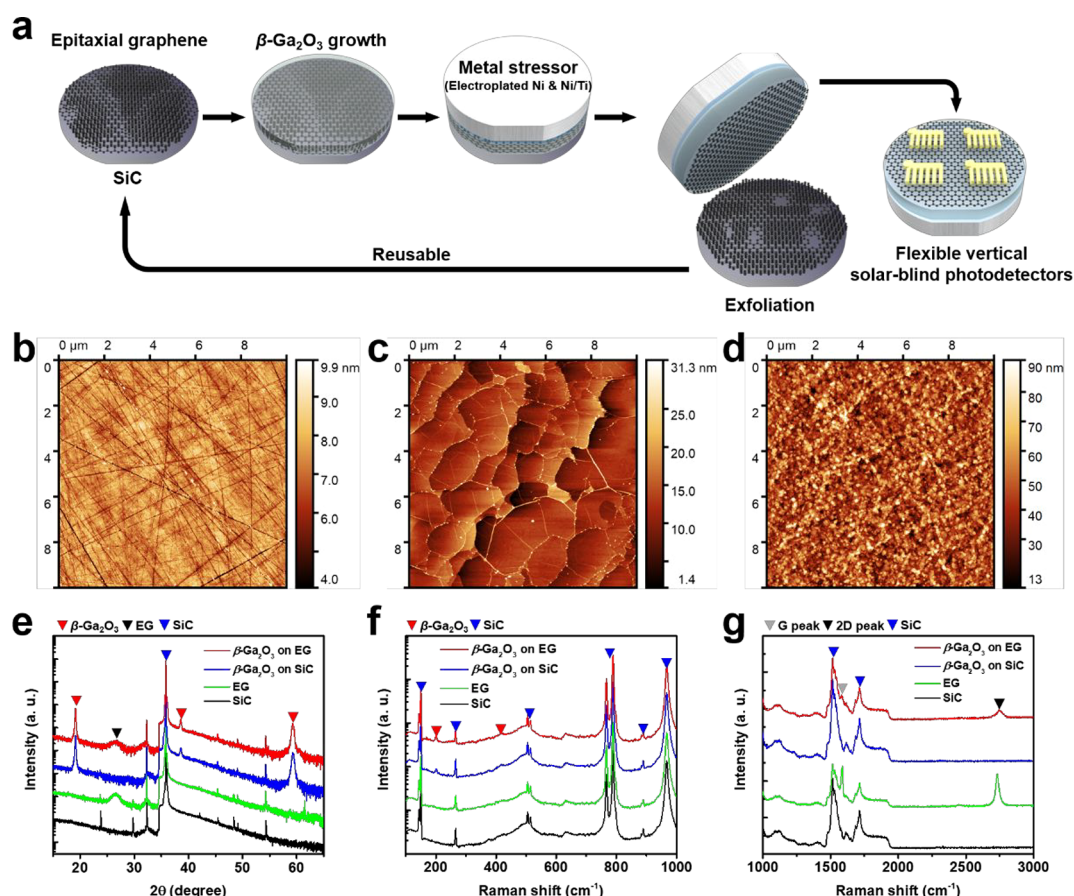 a
Epitaxial graphene
β-Ga2O3 growth
Metal stressor
(Electroplated Ni & Ni/Ti)
SiC
Reusable
Exfoliation
Flexible vertical
solar-blind photodetectors
b
0 µm 2 4 6 8
0
2
4
6
8
9.9 nm
9.0
8.0
7.0
6.0
5.0
4.0
c
0 µm 2 4 6 8
0
2
4
6
8
31.3 nm
25.0
20.0
15.0
10.0
1.4
d
0 µm 2 4 6 8
0
2
4
6
8
90 nm
80
70
60
50
40
30
13
e
β-Ga2O3 EG SiC
β-Ga2O3 on EG
β-Ga2O3 on SiC
EG
SiC
Intensity (a. u.)
20 30 40 50 60
2θ (degree)
f
β-Ga2O3 SiC
β-Ga2O3 on EG
β-Ga2O3 on SiC
EG
SiC
Intensity (a. u.)
200 400 600 800 1000
Raman shift (cm-1)
g
G peak 2D peak SiC
β-Ga2O3 on EG
β-Ga2O3 on SiC
EG
SiC
Intensity (a. u.)
1000 1500 2000 2500 3000
Raman shift (cm-1)